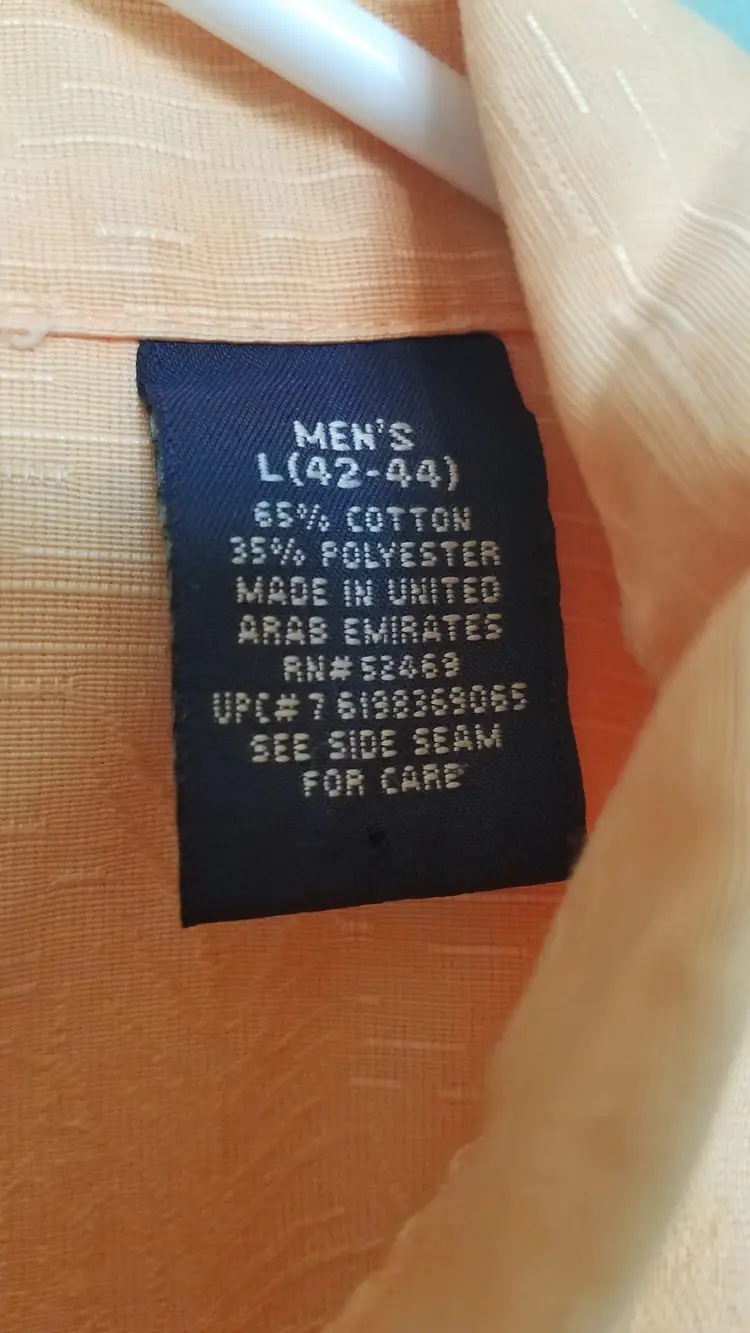 MEN'S
L(42-44)
65% COTTON
35% POLYESTER
MADE IN UNITED
ARAB EMIRATES
RN# 52469
UPC# 7 6198369065
SEE SIDE SEAM
FOR CARE